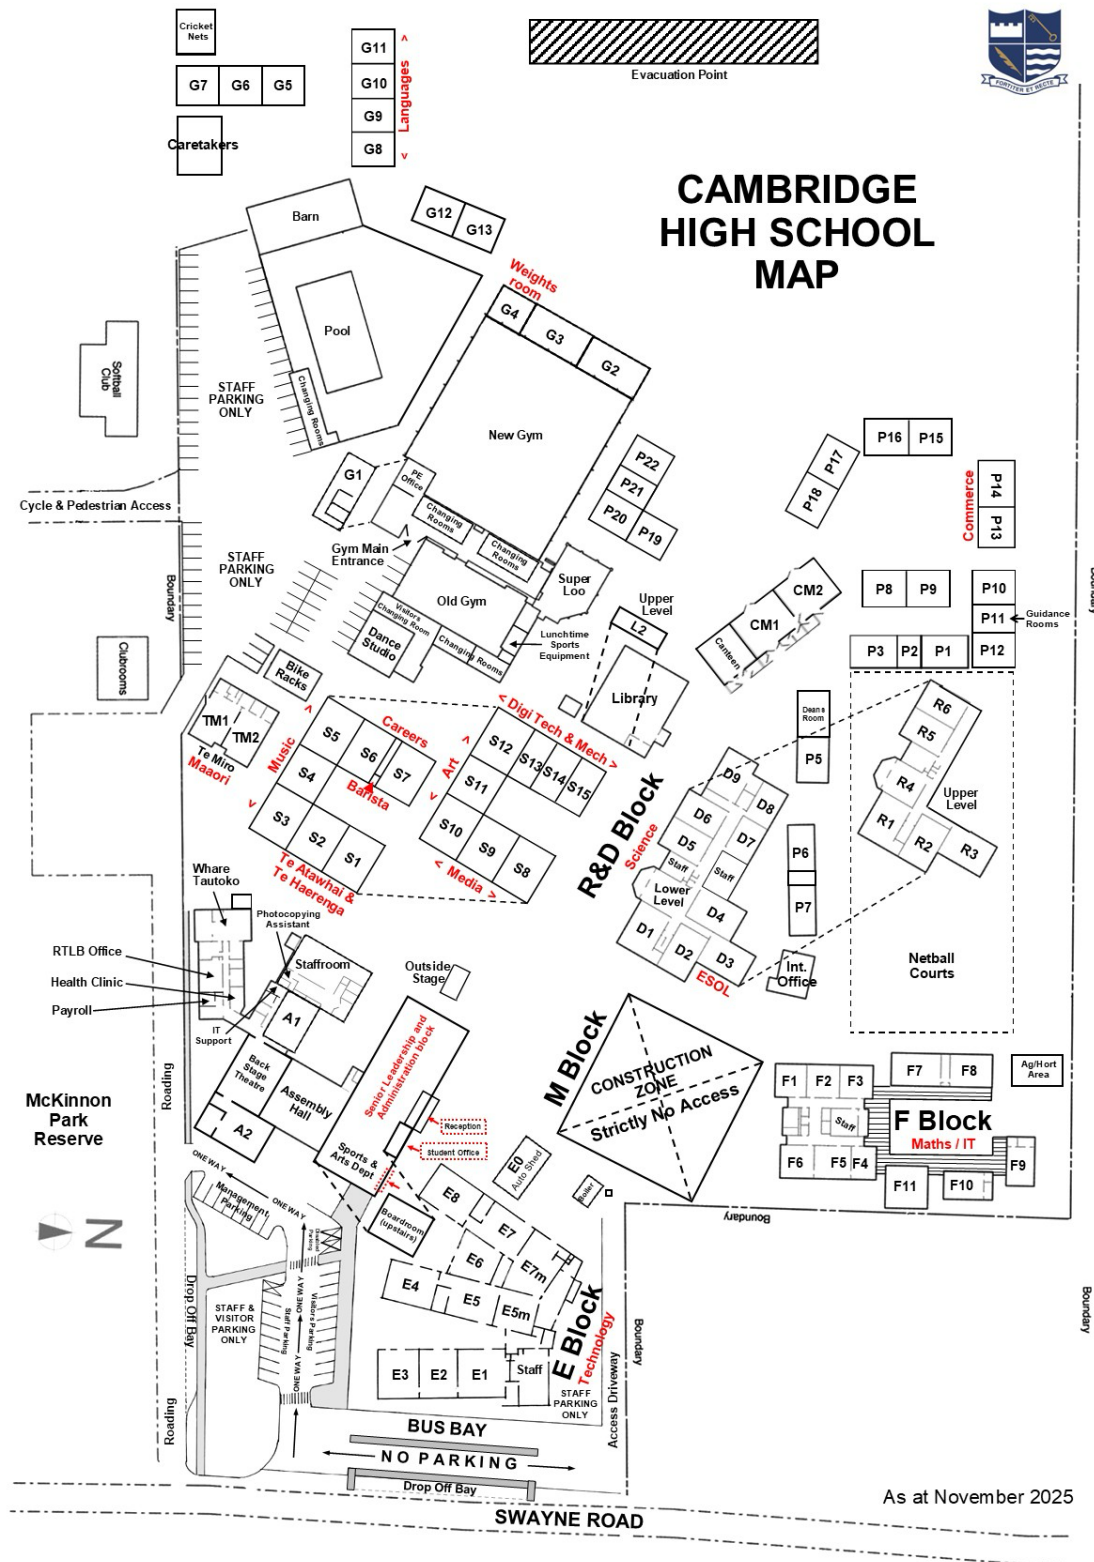 Cricket
Nets
G7 G6 G5
Caretakers
G11
G10
G9
G8
< Languages >
Evacuation Point
FORTITER ET RECTE
CAMBRIDGE
HIGH SCHOOL
MAP
Barn
G12
G13
Weights
room
G4
G3
G2
Pool
Changing Rooms
Softball
Club
STAFF
PARKING
ONLY
New Gym
G1
PE
Office
Changing
Rooms
Changing
Rooms
P22
P21
P20
P19
P17
P18
P16 P15
Commerce
P14
P13
Cycle & Pedestrian Access
STAFF
PARKING
ONLY
Boundary
Gym Main
Entrance
Old Gym
Super
Loo
Visitors
Changing Room
Dance
Studio
Changing Rooms
Lunchtime
Sports
Equipment
Upper
Level
L2
Library
CM2
CM1
Canteen
P8 P9
P10
P11
P12
Guidance
Rooms
P3 P2 P1
Boundary
Clubrooms
Bike
Racks
TM1
TM2
Te Miro
Maaori
< Music >
S5
S6
S7
S4
S3
S2
S1
Careers
Barista
Te Atawhai &
Te Haerenga
< Digi Tech & Mech >
< Art >
S12
S13
S14
S15
S11
S10
S9
S8
< Media >
Deans
Room
P5
P6
P7
R6
R5
R4
R1
R2
R3
Upper
Level
R&D Block
Science
D9
D8
D6
D7
D5
Staff
Staff
Lower
Level
D4
D1
D2
D3
ESOL
Int.
Office
Netball
Courts
Whare
Tautoko
Photocopying
Assistant
RTLB Office
Health Clinic
Payroll
IT
Support
Staffroom
A1
Outside
Stage
Back
Stage
Theatre
Assembly
Hall
A2
Senior Leadership and
Administration block
Sports &
Arts Dept
Reception
Student Office
Boardroom
(upstairs)
M Block
CONSTRUCTION
ZONE
Strictly No Access
F1 F2 F3
Staff
F6 F5 F4
F7 F8
F Block
Maths / IT
F9
F11
F10
Ag/Hort
Area
McKinnon
Park
Reserve
Roading
N
ONE WAY
Management
Parking
ONE WAY
Disabled
Parking
Drop Off Bay
STAFF &
VISITOR
PARKING
ONLY
Staff Parking
ONE WAY
Visitors Parking
ONE WAY
Roading
E0
Auto Shed
Boiler
E8
E7
E7m
E6
E4
E5
E5m
E3 E2 E1
Staff
E Block
Technology
STAFF
PARKING
ONLY
Boundary
Boundary
Access Driveway
Boundary
BUS BAY
NO PARKING
Drop Off Bay
SWAYNE ROAD
As at November 2025